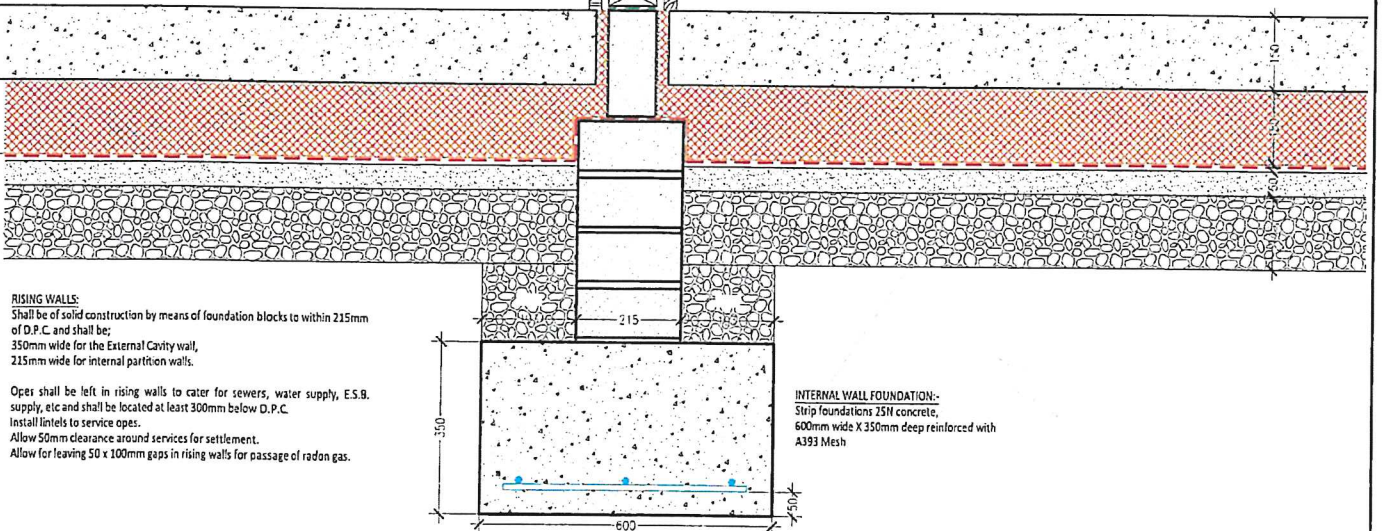 150
50
RISING WALLS:
Shall be of solid construction by means of foundation blocks to within 215mm
of D.P.C. and shall be;
350mm wide for the External Cavity wall,
215mm wide for internal partition walls.
Opes shall be left in rising walls to cater for sewers, water supply, E.S.B.
supply, etc and shall be located at least 300mm below D.P.C.
Install lintels to service opes.
Allow 50mm clearance around services for settlement.
Allow for leaving 50 x 100mm gaps in rising walls for passage of radon gas.
215
350
INTERNAL WALL FOUNDATION:-
Strip foundations 25N concrete,
600mm wide X 350mm deep reinforced with
A393 Mesh
50
600